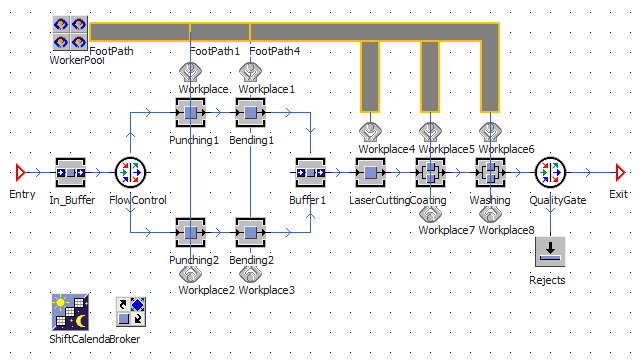 FootPath FootPath1 FootPath4
WorkerPool
Workplace. Workplace1
Punching1 Bending1
Workplace4 Workplace5 Workplace6
Entry In_Buffer FlowControl Buffer1 LaserCutting Coating Washing QualityGate Exit
Workplace7 Workplace8
Punching2 Bending2
Rejects
Workplace2 Workplace3
ShiftCalenda Broker